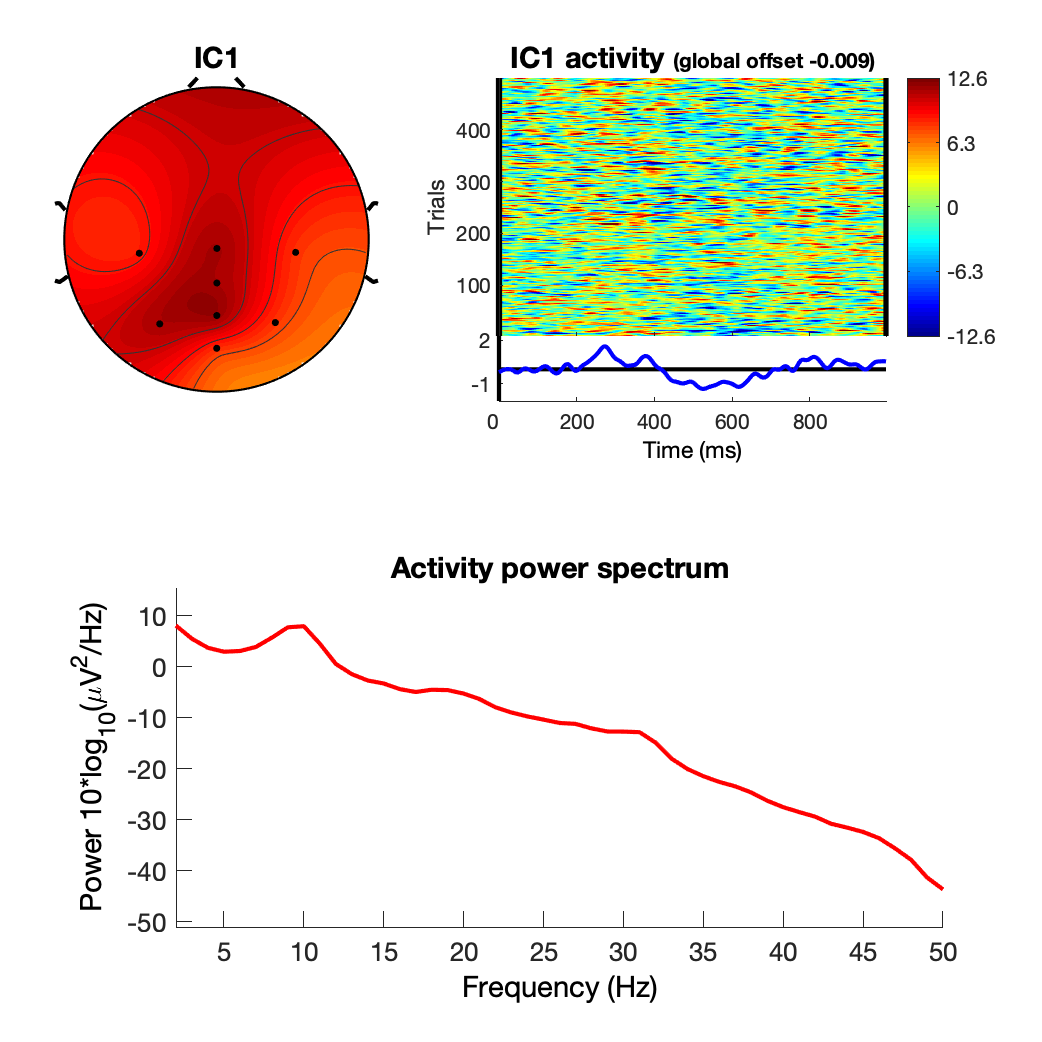 IC1
IC1 activity (global offset -0.009)
Trials
400
300
200
100
12.6
6.3
0
-6.3
-12.6
2
-1
0 200 400 600 800
Time (ms)
Activity power spectrum
Power 10*log10(μV2/Hz)
10
0
-10
-20
-30
-40
-50
5 10 15 20 25 30 35 40 45 50
Frequency (Hz)